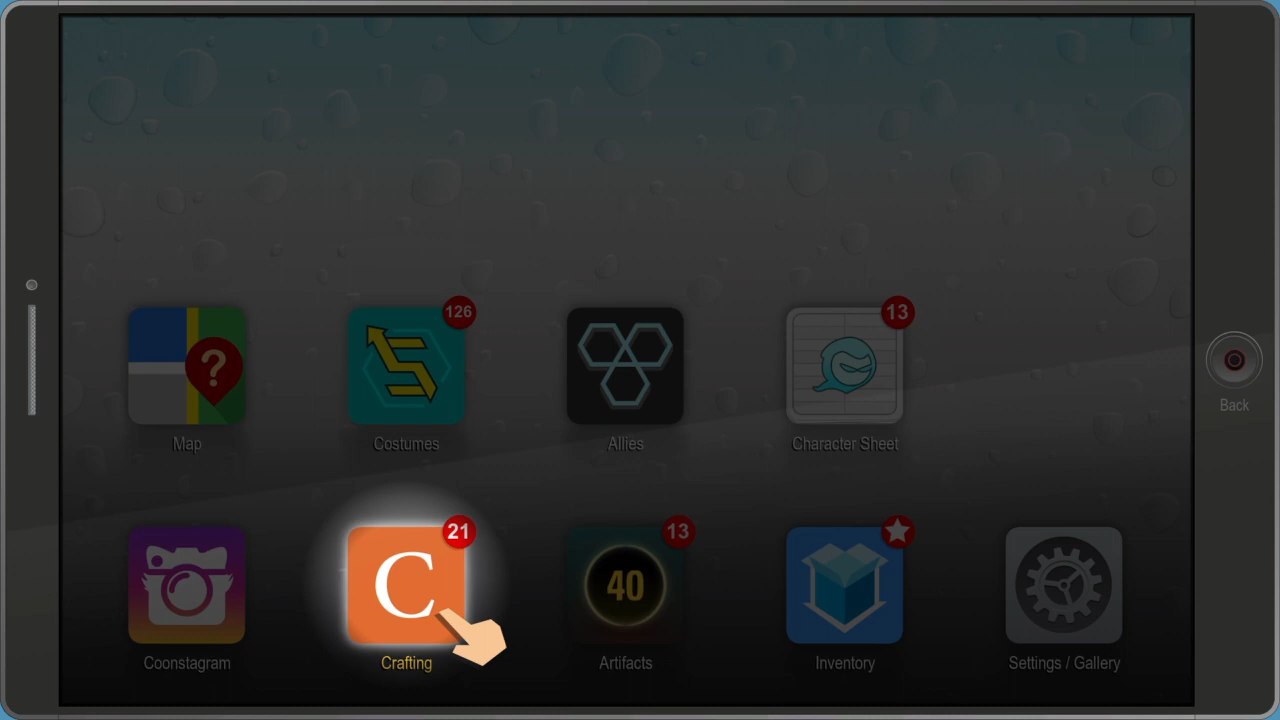 126
13
?
Map
Costumes
Allies
Character Sheet
Back
21
13
C
40
Coonstagram
Crafting
Artifacts
Inventory
Settings / Gallery